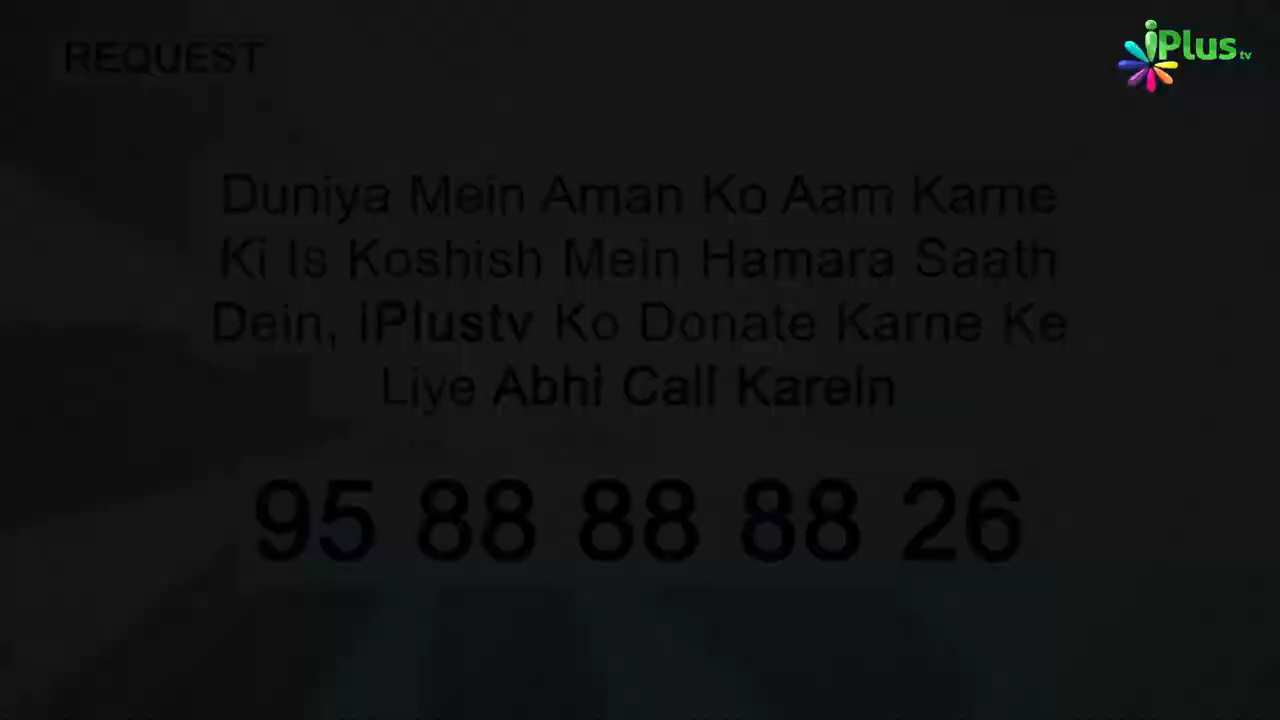 REQUEST
iPlus tv
Duniya Mein Aman Ko Aam Karne
Ki Is Koshish Mein Hamara Saath
Dein, iPlustv Ko Donate Karne Ke
Liye Abhi Call Karein
95 88 88 88 26